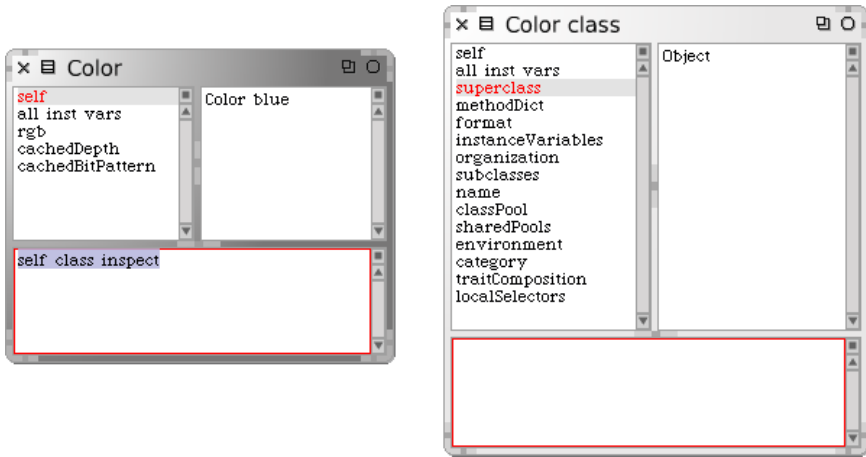 Color
self
all inst vars
rgb
cachedDepth
cachedBitPattern
Color blue
self class inspect
Color class
self
all inst vars
superclass
methodDict
format
instanceVariables
organization
subclasses
name
classPool
sharedPools
environment
category
traitComposition
localSelectors
Object